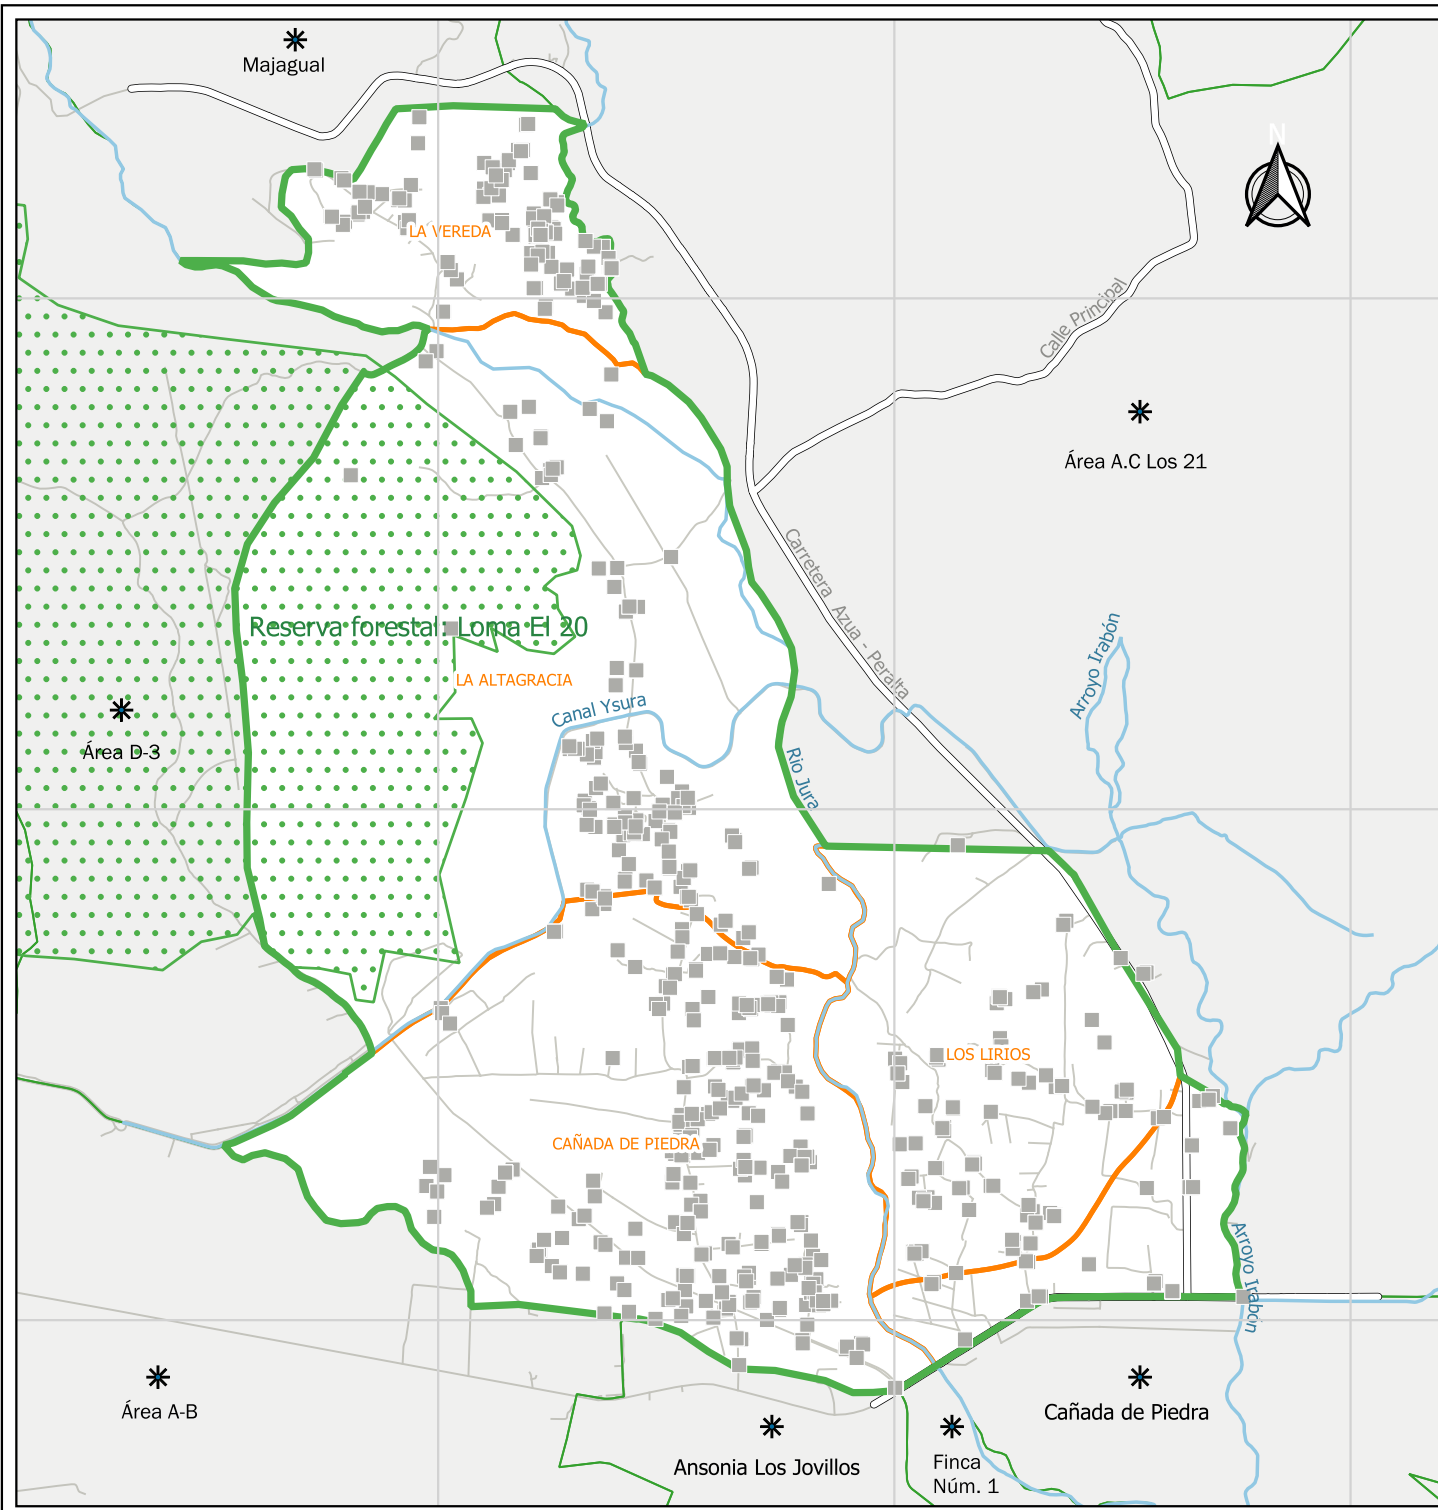 Majagual
N
LA VEREDA
Calle Principal
Área A.C Los 21
Carretera Azua - Peralta
Reserva forestal: Loma El 20
Arroyo Irabón
LA ALTAGRACIA
Canal Ysura
Área D-3
Rio Jura
LOS LIRIOS
CAÑADA DE PIEDRA
Arroyo Irabón
Área A-B
Cañada de Piedra
Ansonia Los Jovillos
Finca
Núm. 1